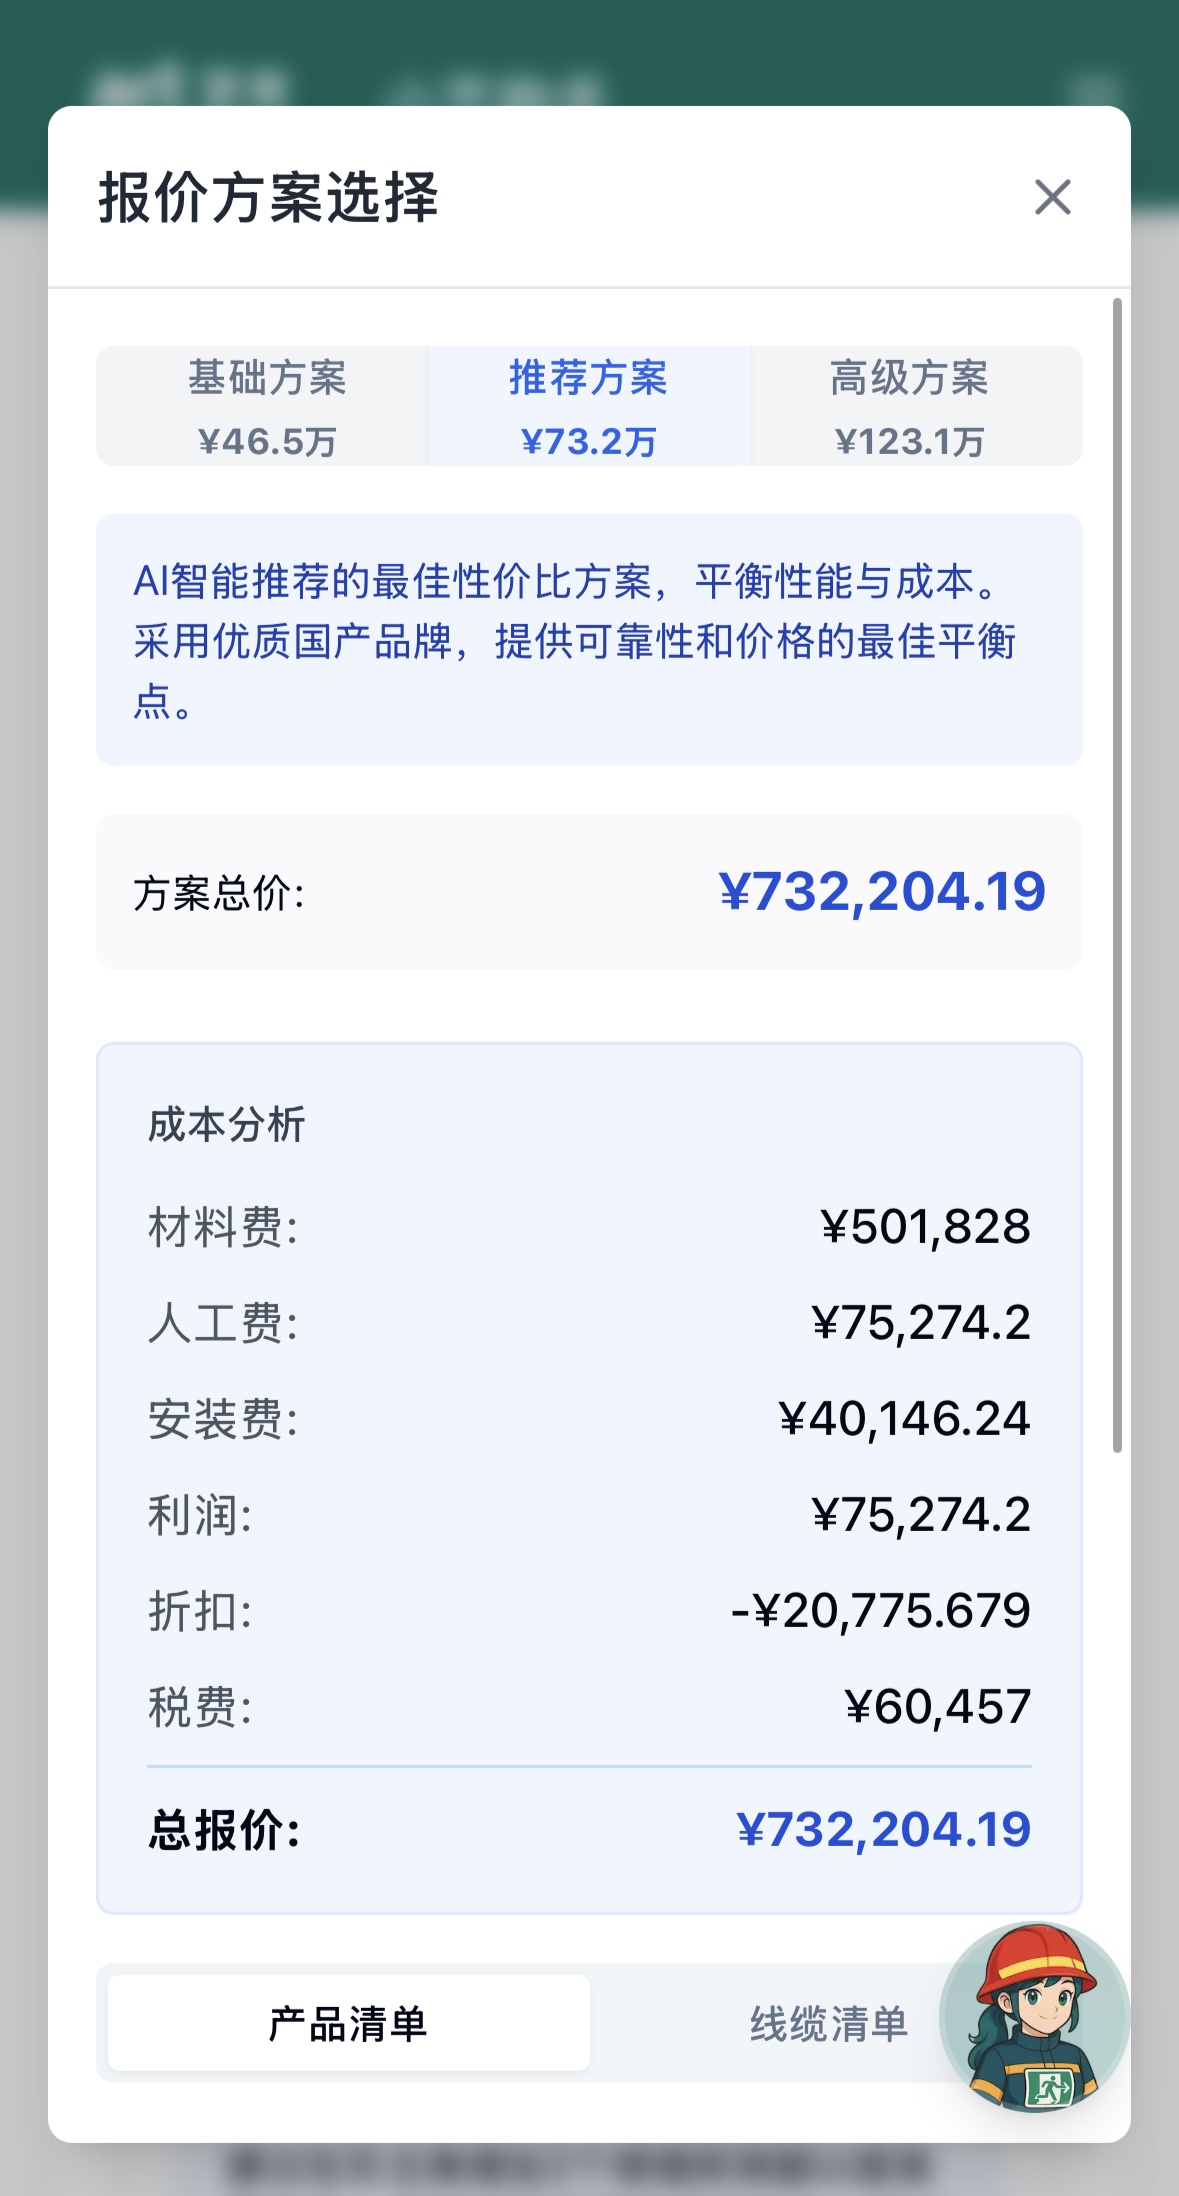 报价方案选择
基础方案
¥46.5万
推荐方案
¥73.2万
高级方案
¥123.1万
AI智能推荐的最佳性价比方案，平衡性能与成本。
采用优质国产品牌，提供可靠性和价格的最佳平衡
点。
方案总价:
¥732,204.19
成本分析
材料费:
¥501,828
人工费:
¥75,274.2
安装费:
¥40,146.24
利润:
¥75,274.2
折扣:
-¥20,775.679
税费:
¥60,457
总报价:
¥732,204.19
产品清单
线缆清单